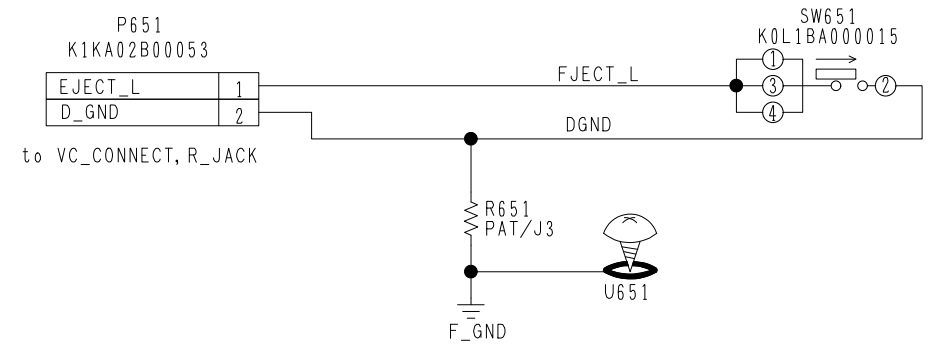 P651
K1KA02B00053
EJECT_L 1
D_GND 2
to VC_CONNECT, R_JACK
FJECT_L
DGND
SW651
K0L1BA000015
1
3
4
2
R651
PAT/J3
U651
F_GND